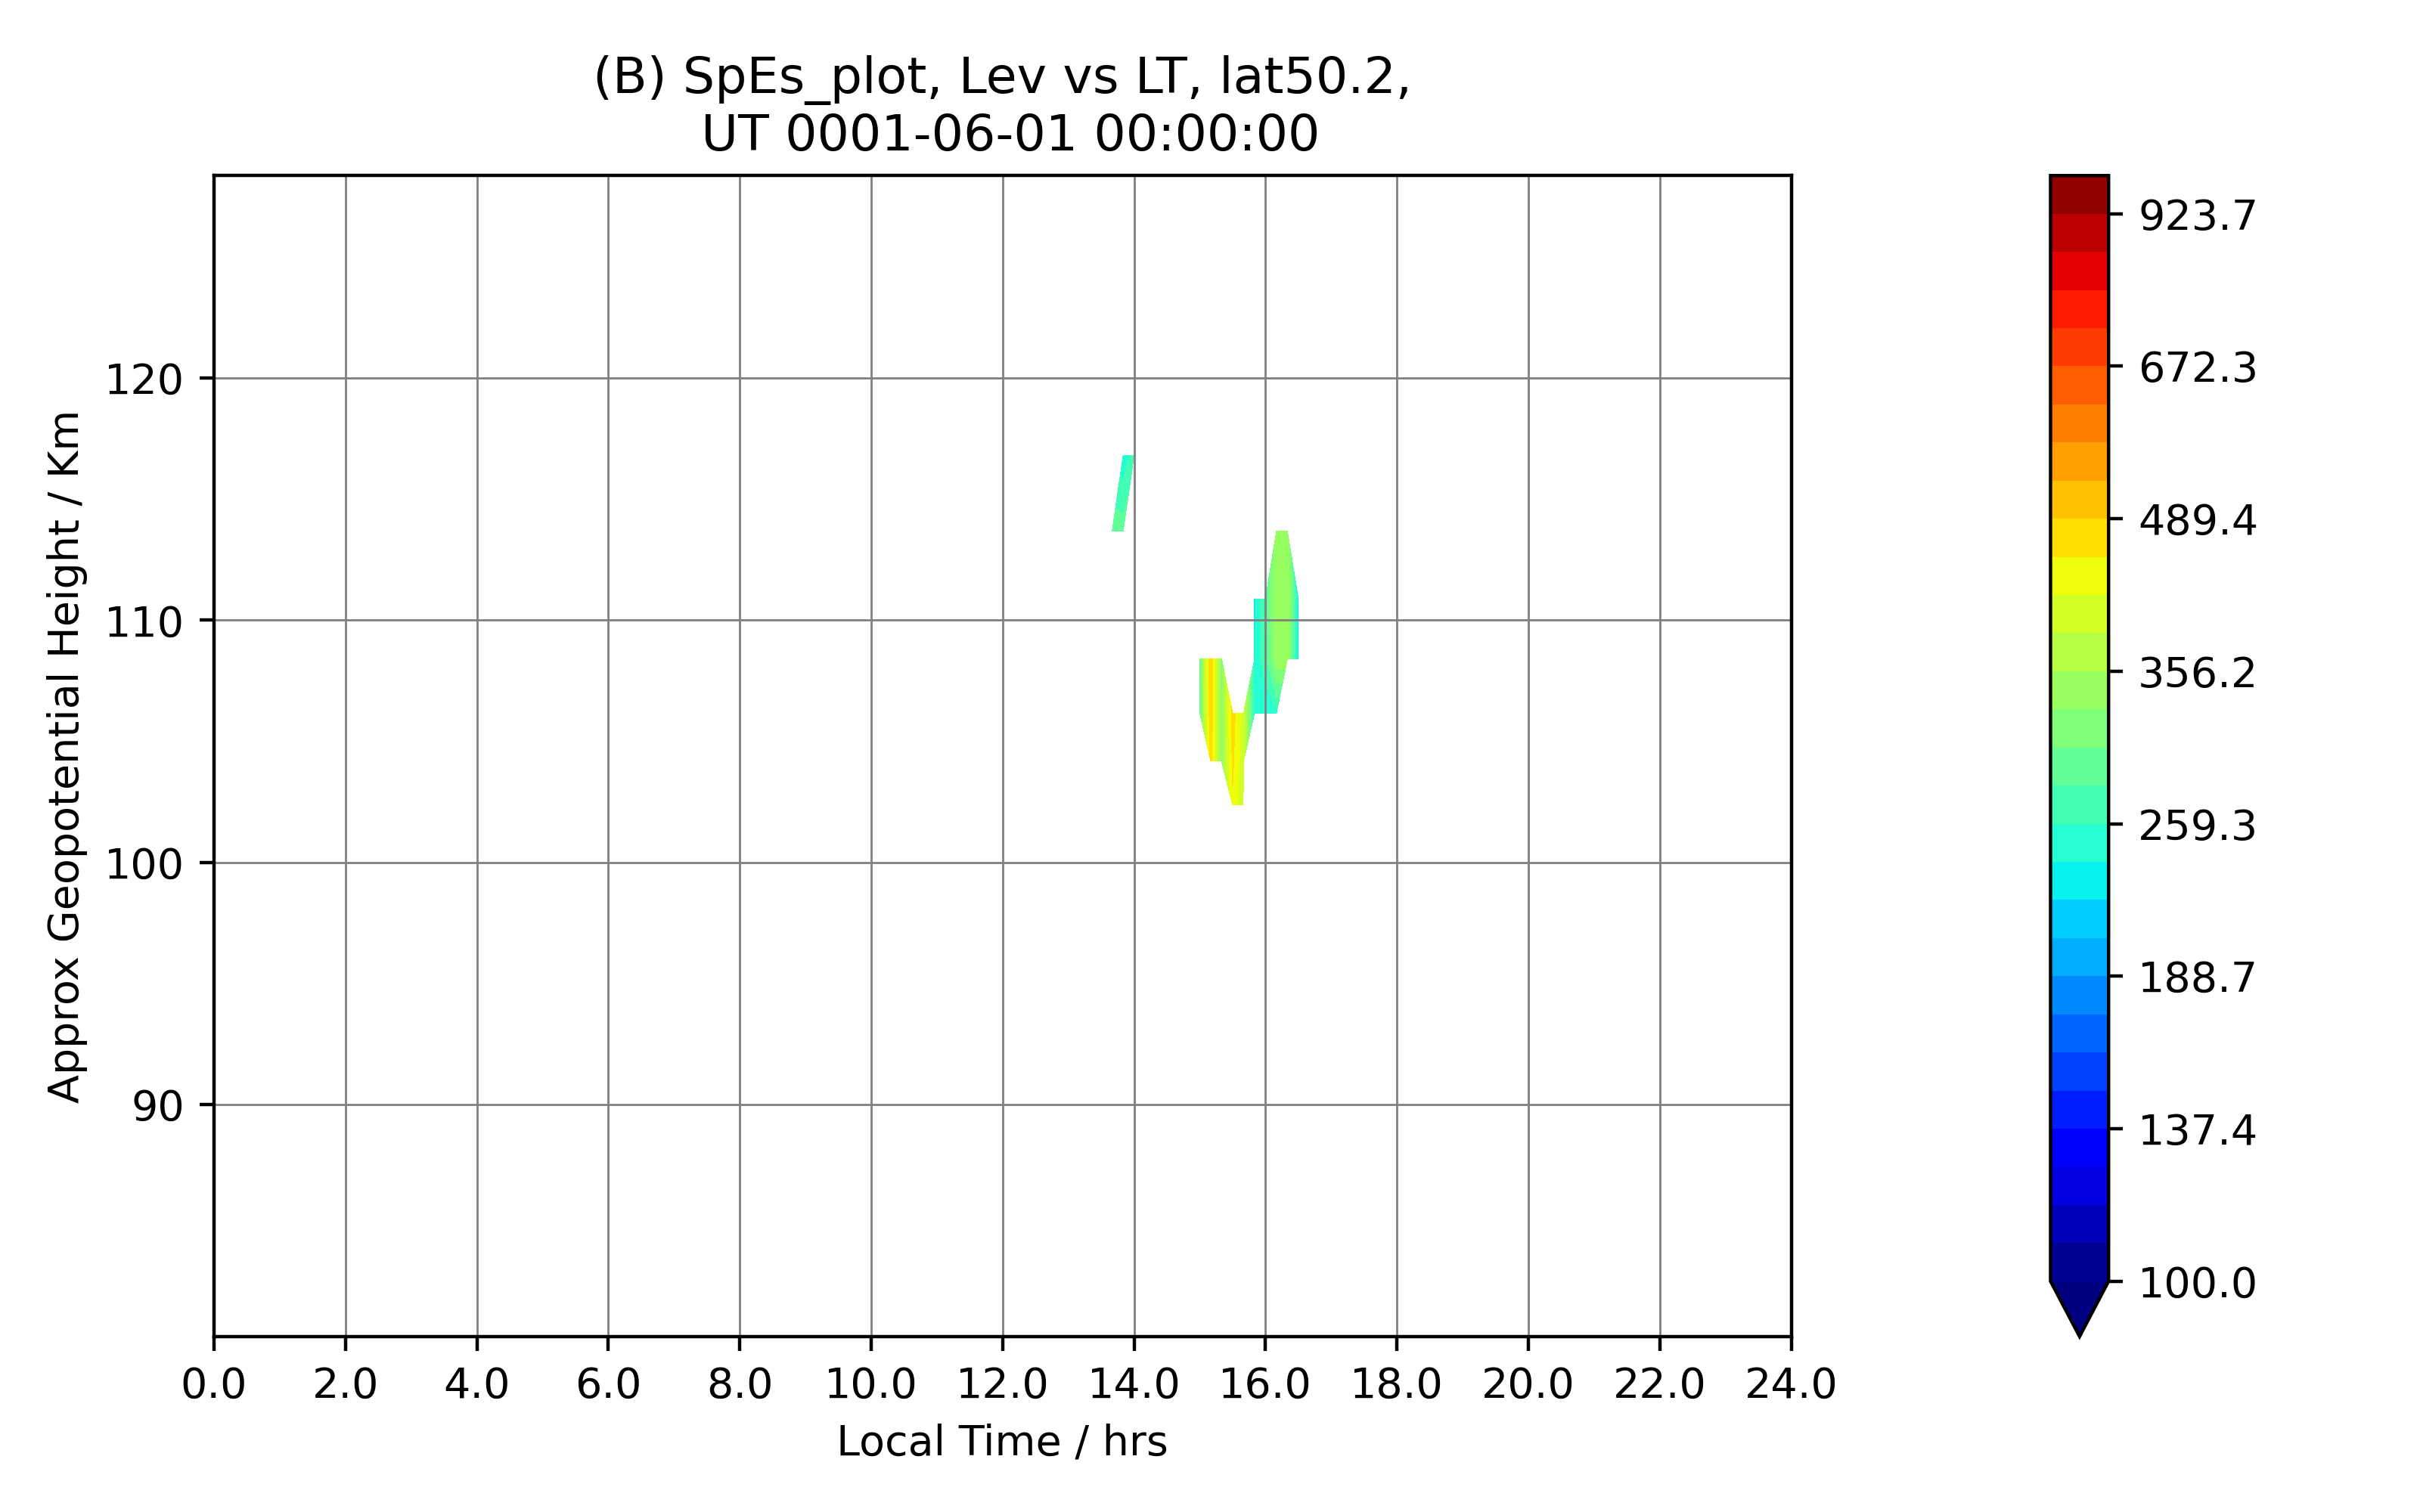 (B) SpEs_plot, Lev vs LT, lat50.2,
UT 0001-06-01 00:00:00
Approx Geopotential Height / Km
120
110
100
90
0.0 2.0 4.0 6.0 8.0 10.0 12.0 14.0 16.0 18.0 20.0 22.0 24.0
Local Time / hrs
923.7
672.3
489.4
356.2
259.3
188.7
137.4
100.0